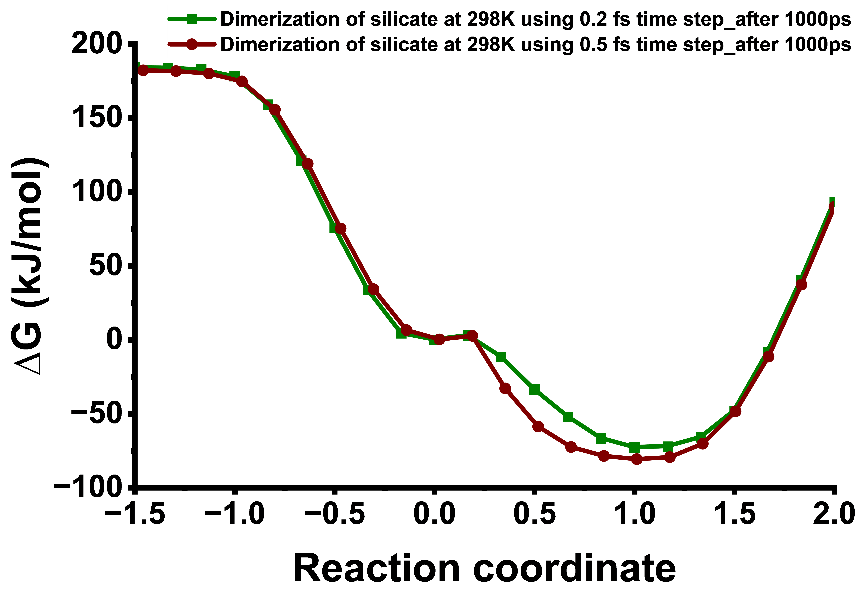 Dimerization of silicate at 298K using 0.2 fs time step_after 1000ps
Dimerization of silicate at 298K using 0.5 fs time step_after 1000ps
200
150
100
50
0
−50
−100
ΔG (kJ/mol)
−1.5 −1.0 −0.5 0.0 0.5 1.0 1.5 2.0
Reaction coordinate